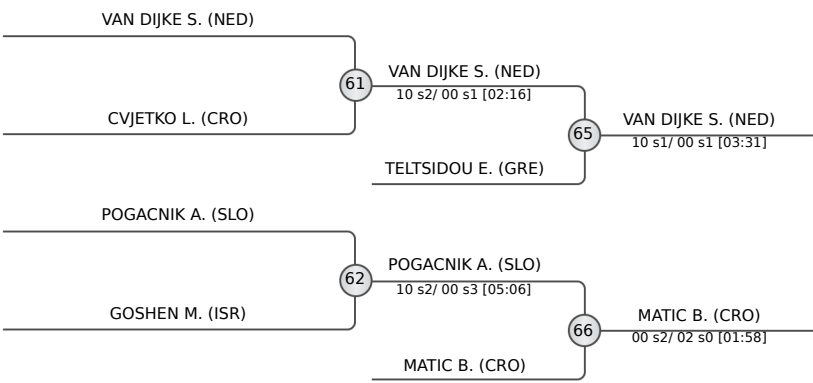 VAN DIJKE S. (NED)
61
CVJETKO L. (CRO)
VAN DIJKE S. (NED)
10 s2/ 00 s1 [02:16]
65
TELTSIDOU E. (GRE)
VAN DIJKE S. (NED)
10 s1/ 00 s1 [03:31]
POGACNIK A. (SLO)
62
GOSHEN M. (ISR)
POGACNIK A. (SLO)
10 s2/ 00 s3 [05:06]
66
MATIC B. (CRO)
MATIC B. (CRO)
00 s2/ 02 s0 [01:58]